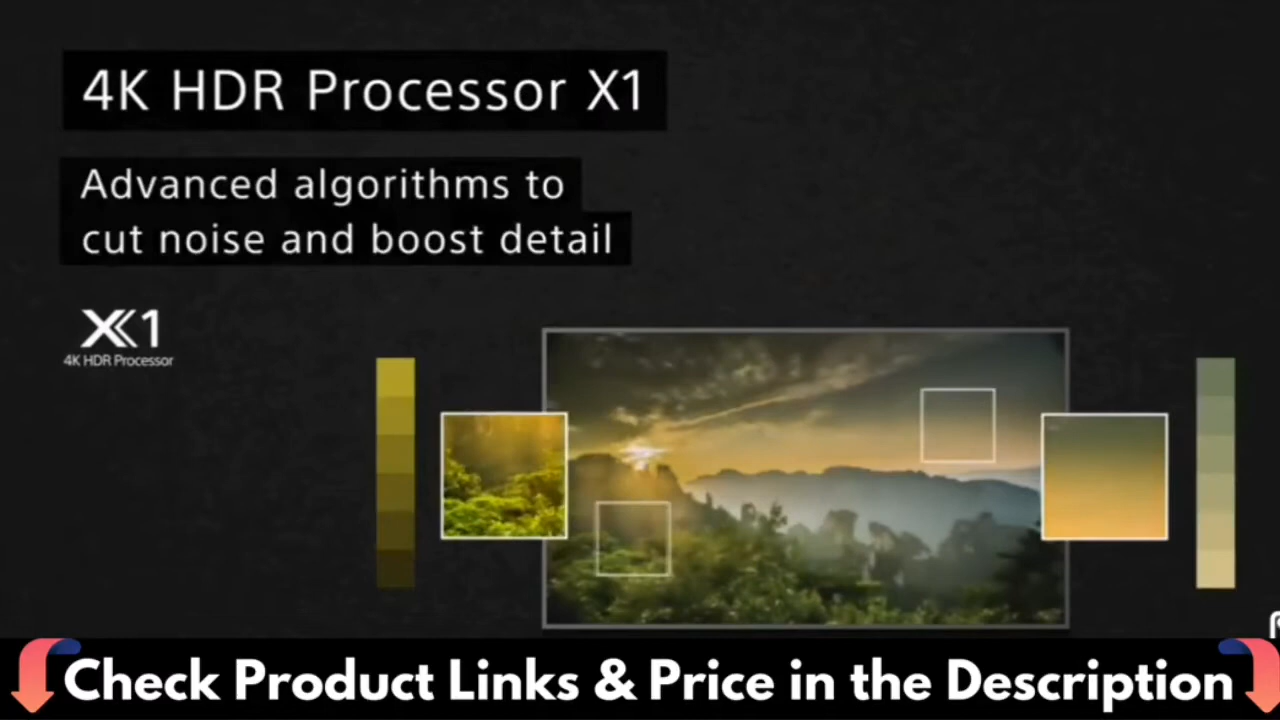 4K HDR Processor X1
Advanced algorithms to
cut noise and boost detail
X1
4K HDR Processor
Check Product Links & Price in the Description